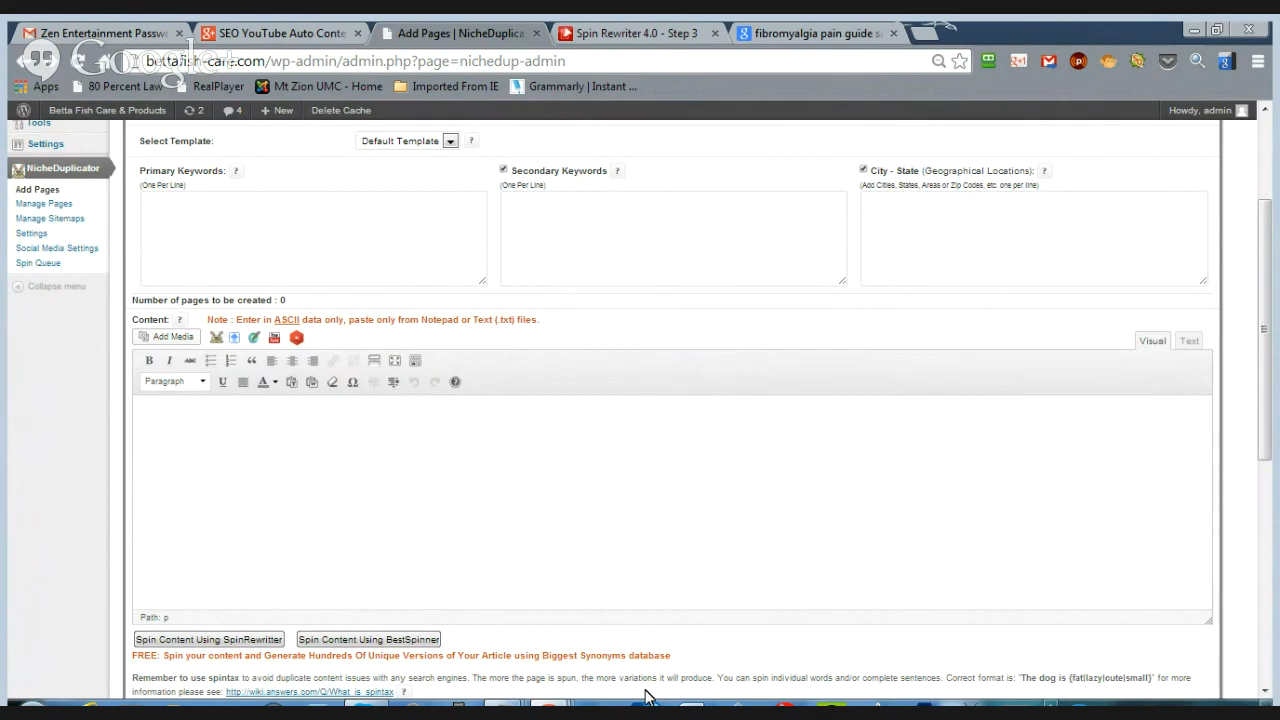 Zen Entertainment Passw
SEO YouTube Auto Conte
Add Pages | NicheDuplica
Spin Rewriter 4.0 - Step 3
fibromyalgia pain guide s
Google+
bettafish-care.com/wp-admin/admin.php?page=nichedup-admin
Apps
80 Percent Law
RealPlayer
Mt Zion UMC - Home
Imported From IE
Grammarly | Instant ...
Betta Fish Care & Products
2
4
+ New
Delete Cache
Howdy, admin
Tools
Settings
NicheDuplicator
Add Pages
Manage Pages
Manage Sitemaps
Settings
Social Media Settings
Spin Queue
Collapse menu
Select Template:
Default Template
?
Primary Keywords: ?
(One Per Line)
Secondary Keywords ?
(One Per Line)
City - State (Geographical Locations): ?
(Add Cities, States, Areas or Zip Codes, etc. one per line)
Number of pages to be created : 0
Content: ? Note : Enter in ASCII data only, paste only from Notepad or Text (.txt) files.
Add Media
Visual
Text
B I ABC
Paragraph
U A Ω ?
Path: p
Spin Content Using SpinRewritter
Spin Content Using BestSpinner
FREE: Spin your content and Generate Hundreds Of Unique Versions of Your Article using Biggest Synonyms database
Remember to use spintax to avoid duplicate content issues with any search engines. The more the page is spun, the more variations it will produce. You can spin individual words and/or complete sentences. Correct format is: "The dog is {fat|lazy|cute|small}" for more
information please see: http://wiki.answers.com/Q/What_is_spintax ?